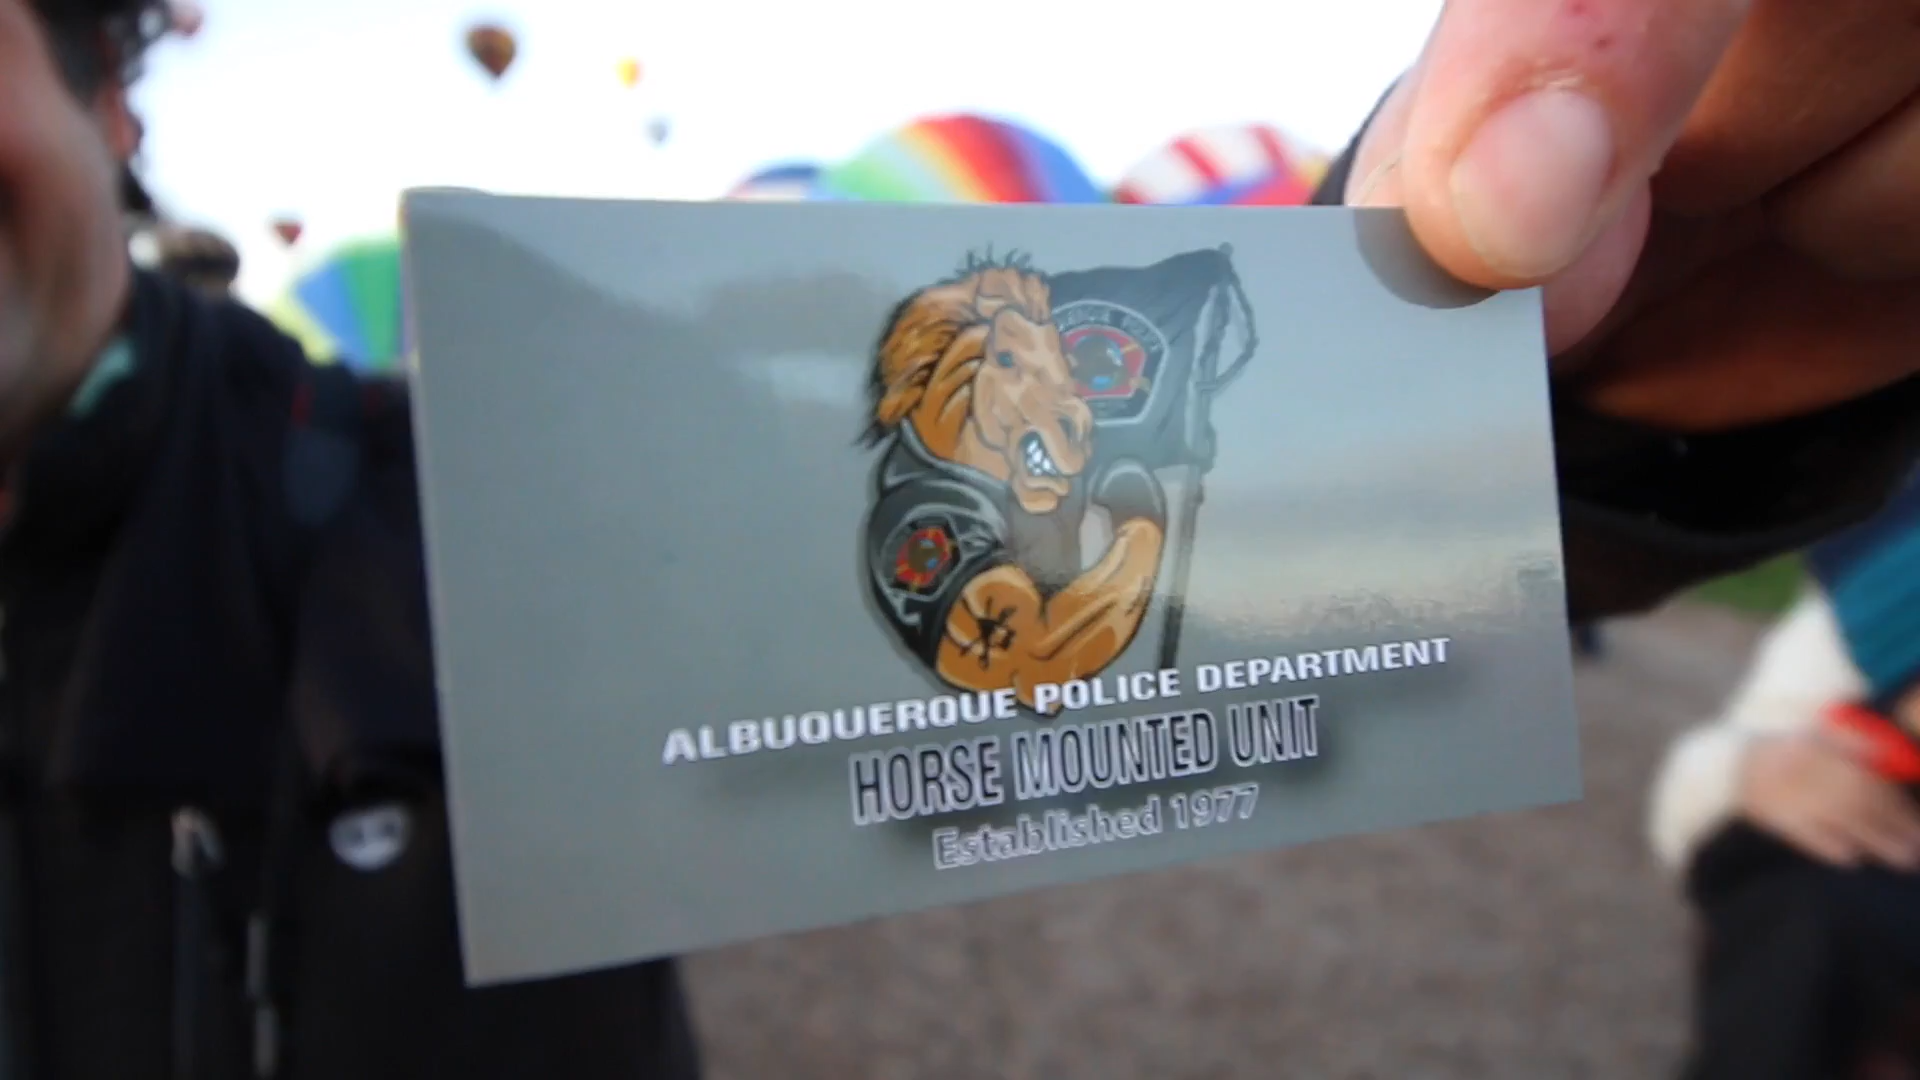 ALBUQUERQUE POLICE DEPARTMENT
HORSE MOUNTED UNIT
Established 1977